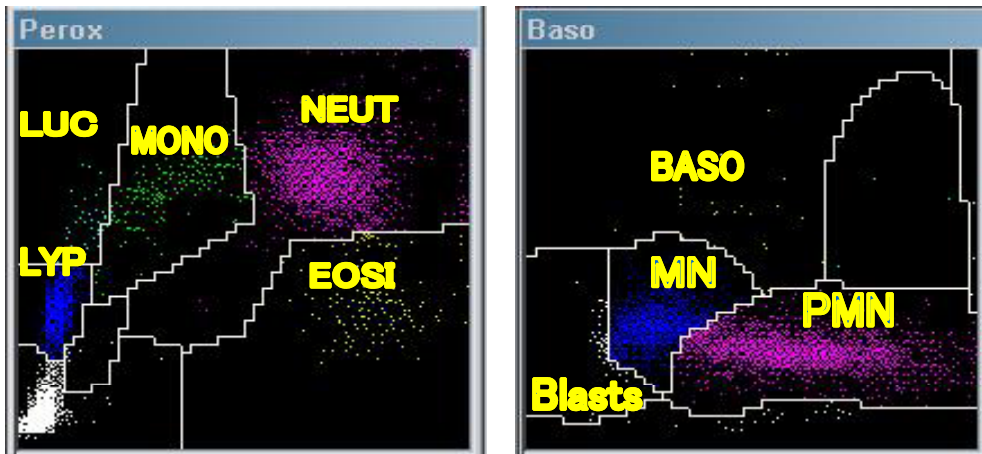 Perox
LUC
MONO
NEUT
LYP
EOSI
Baso
BASO
MN
PMN
Blasts